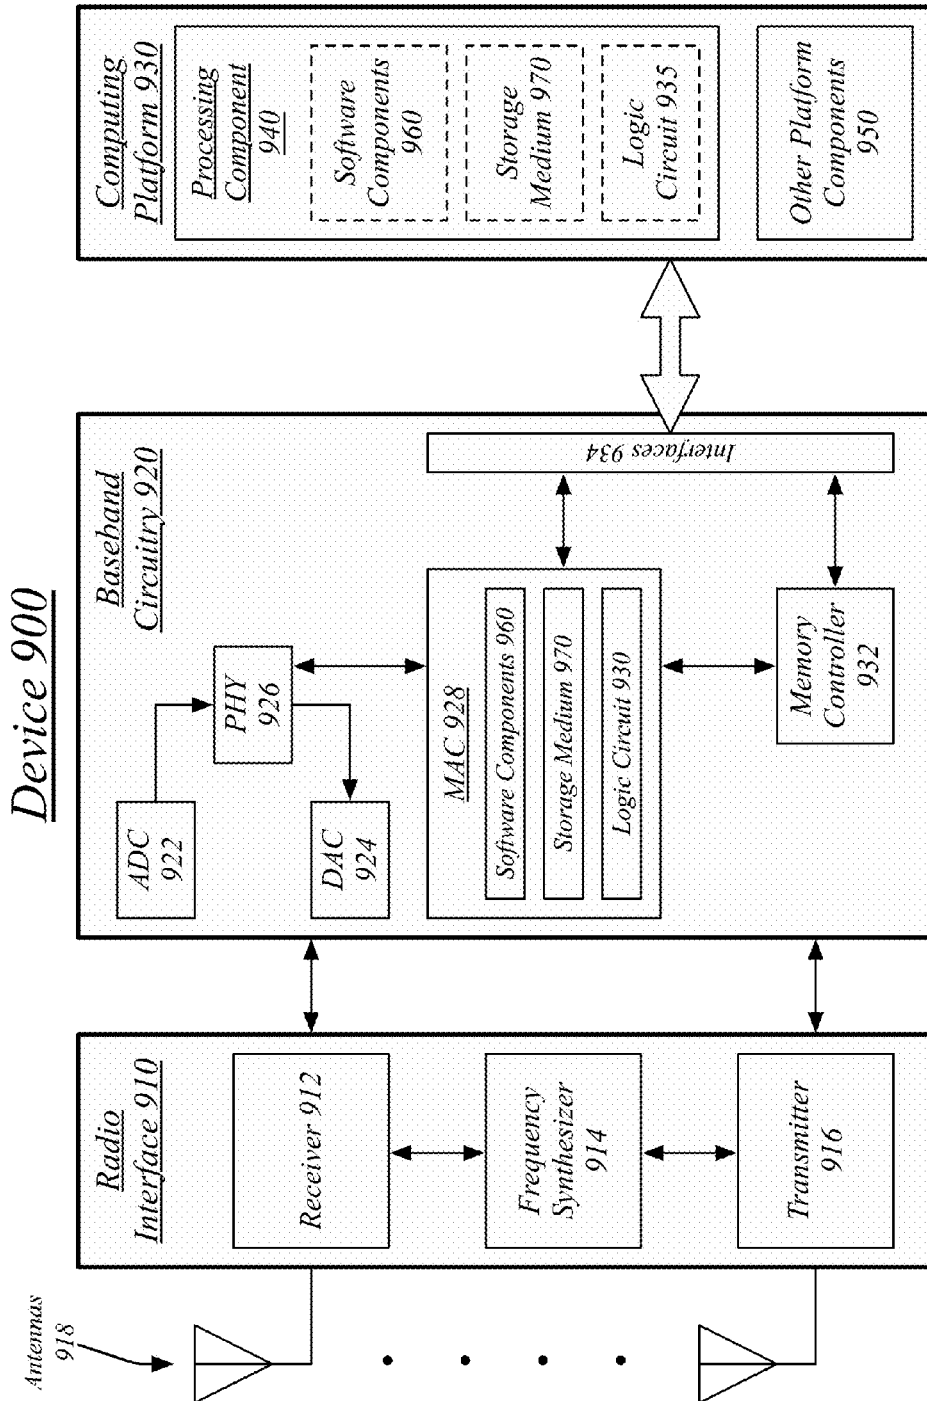 Device 900
Antennas
918
Radio
Interface 910
Receiver 912
Frequency
Synthesizer
914
Transmitter
916
Baseband
Circuitry 920
ADC
922
PHY
926
DAC
924
MAC 928
Software Components 960
Storage Medium 970
Logic Circuit 930
Memory
Controller
932
Interfaces 934
Computing
Platform 930
Processing
Component
940
Software
Components
960
Storage
Medium 970
Logic
Circuit 935
Other Platform
Components
950